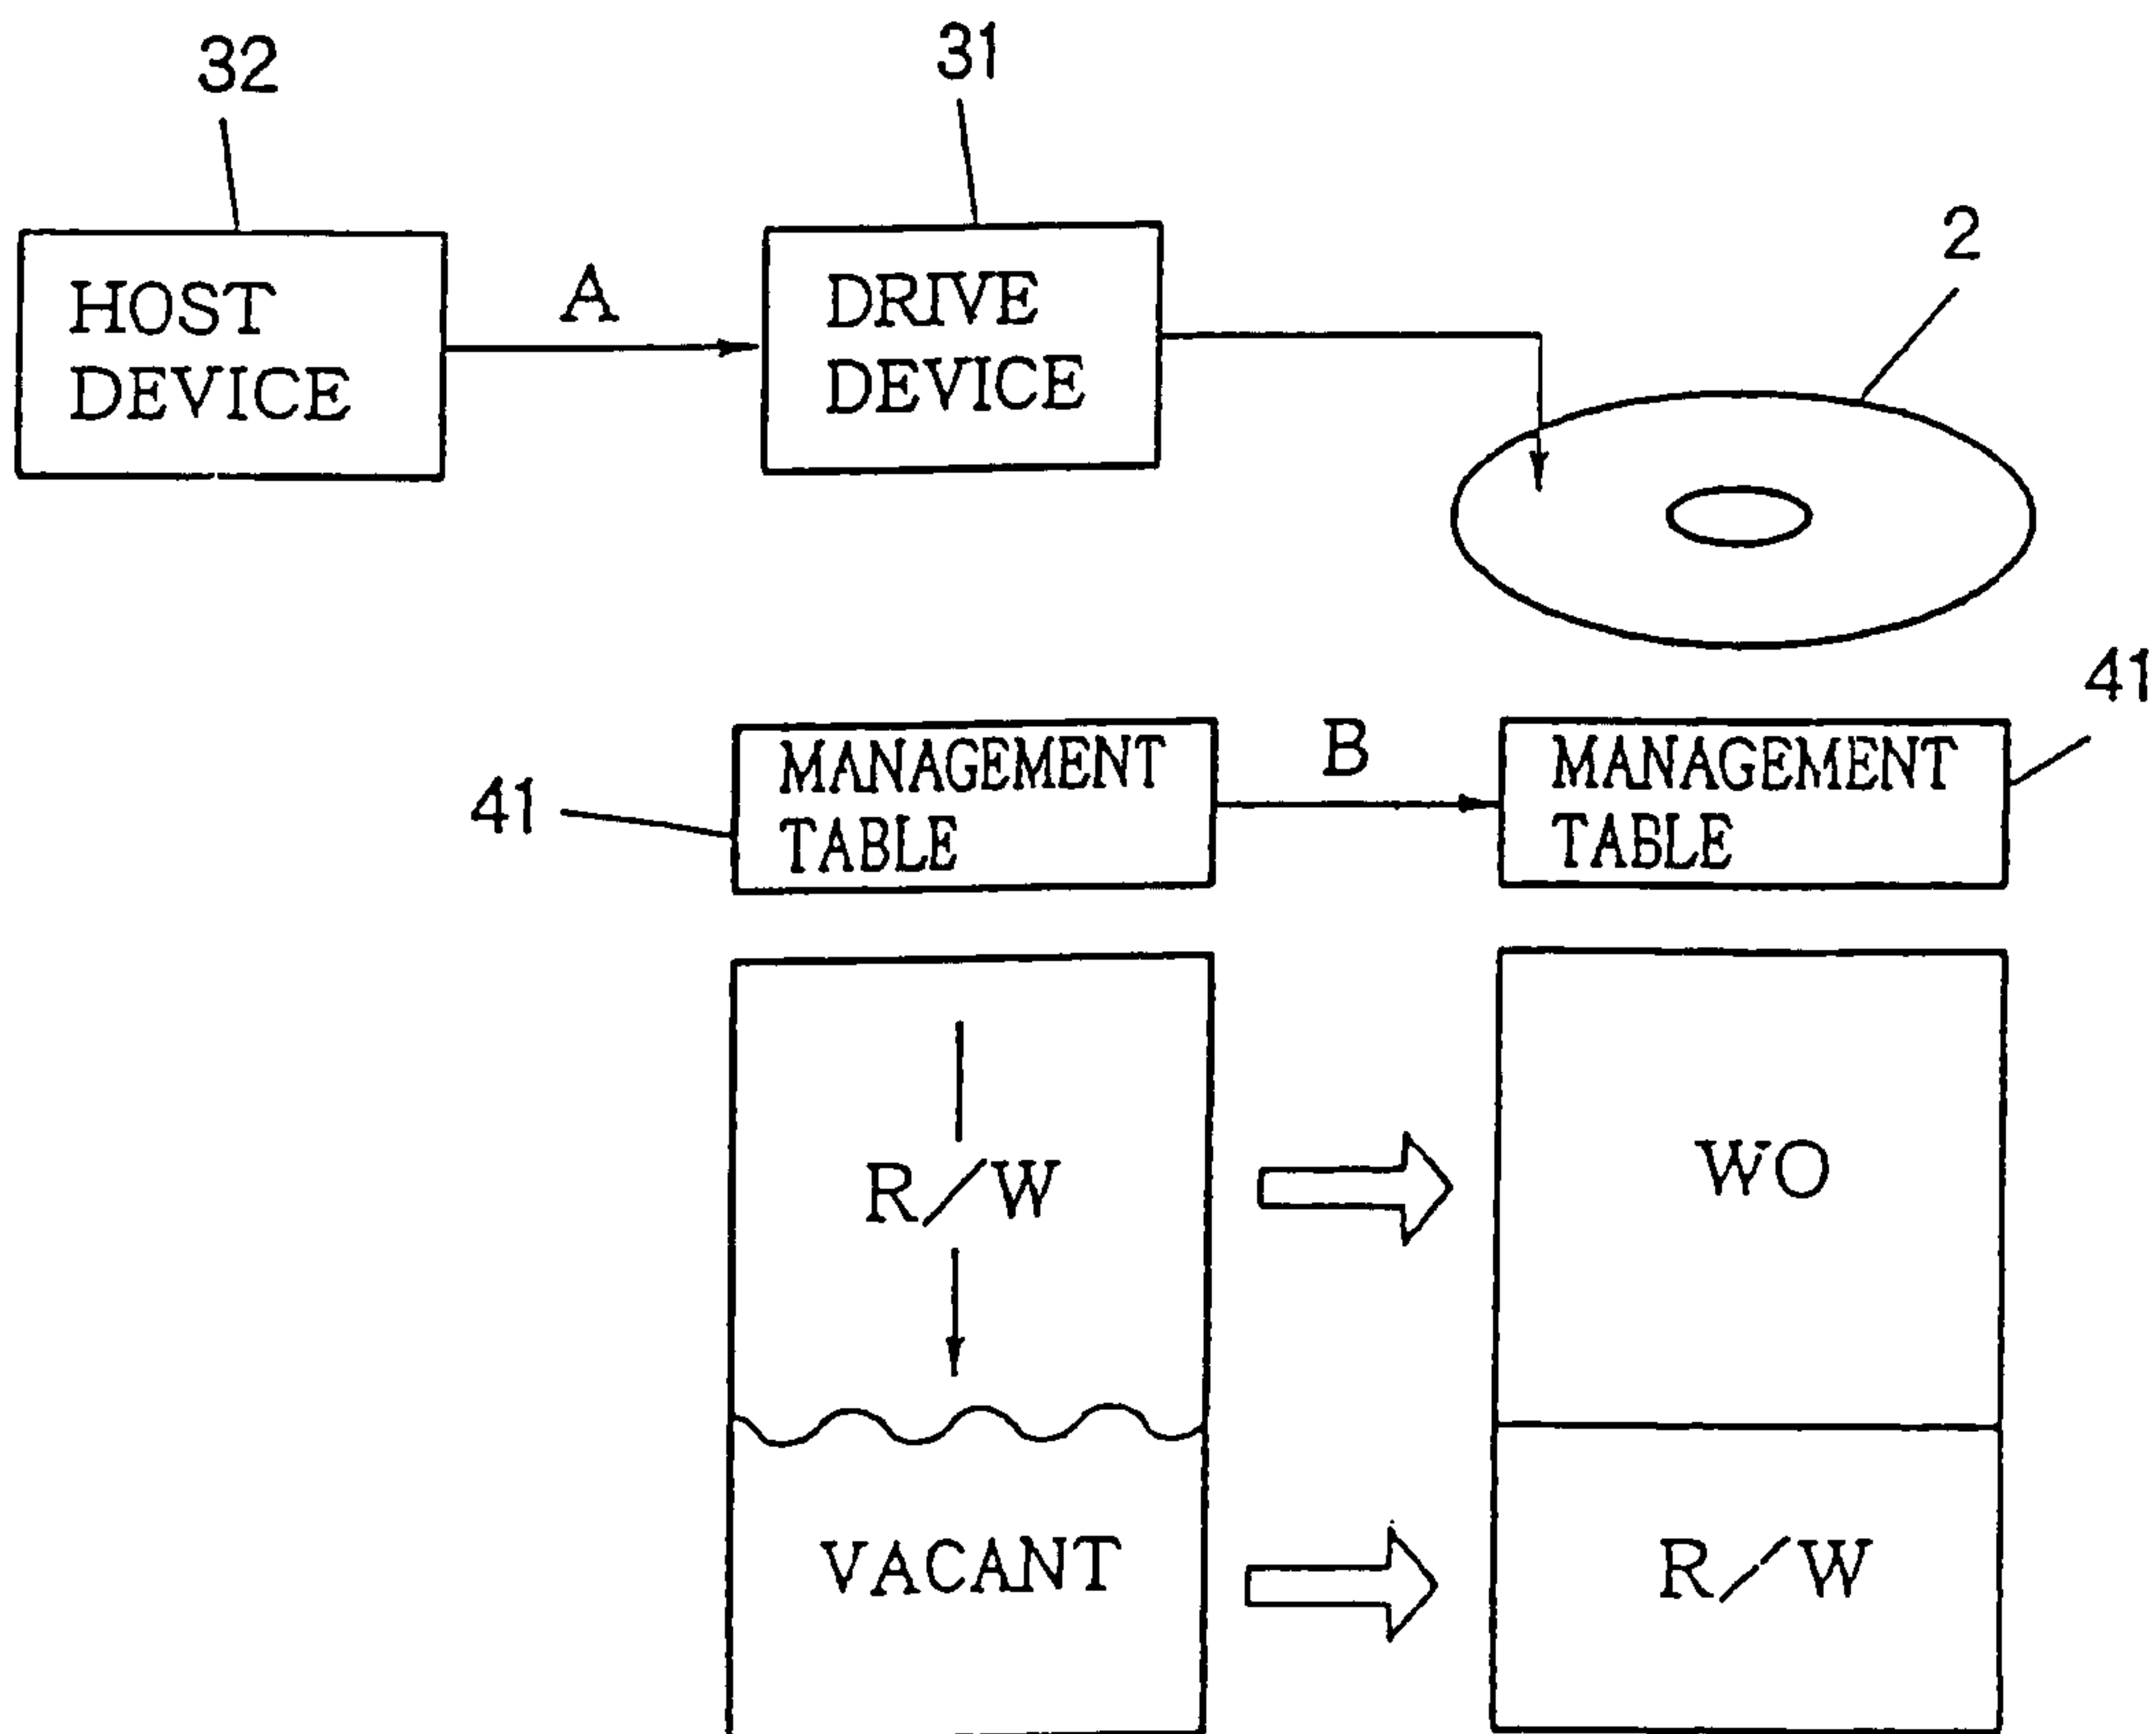 32
31
2
HOST
DEVICE
A
DRIVE
DEVICE
41
MANAGEMENT
TABLE
B
MANAGEMENT
TABLE
41
R/W
WO
VACANT
R/W